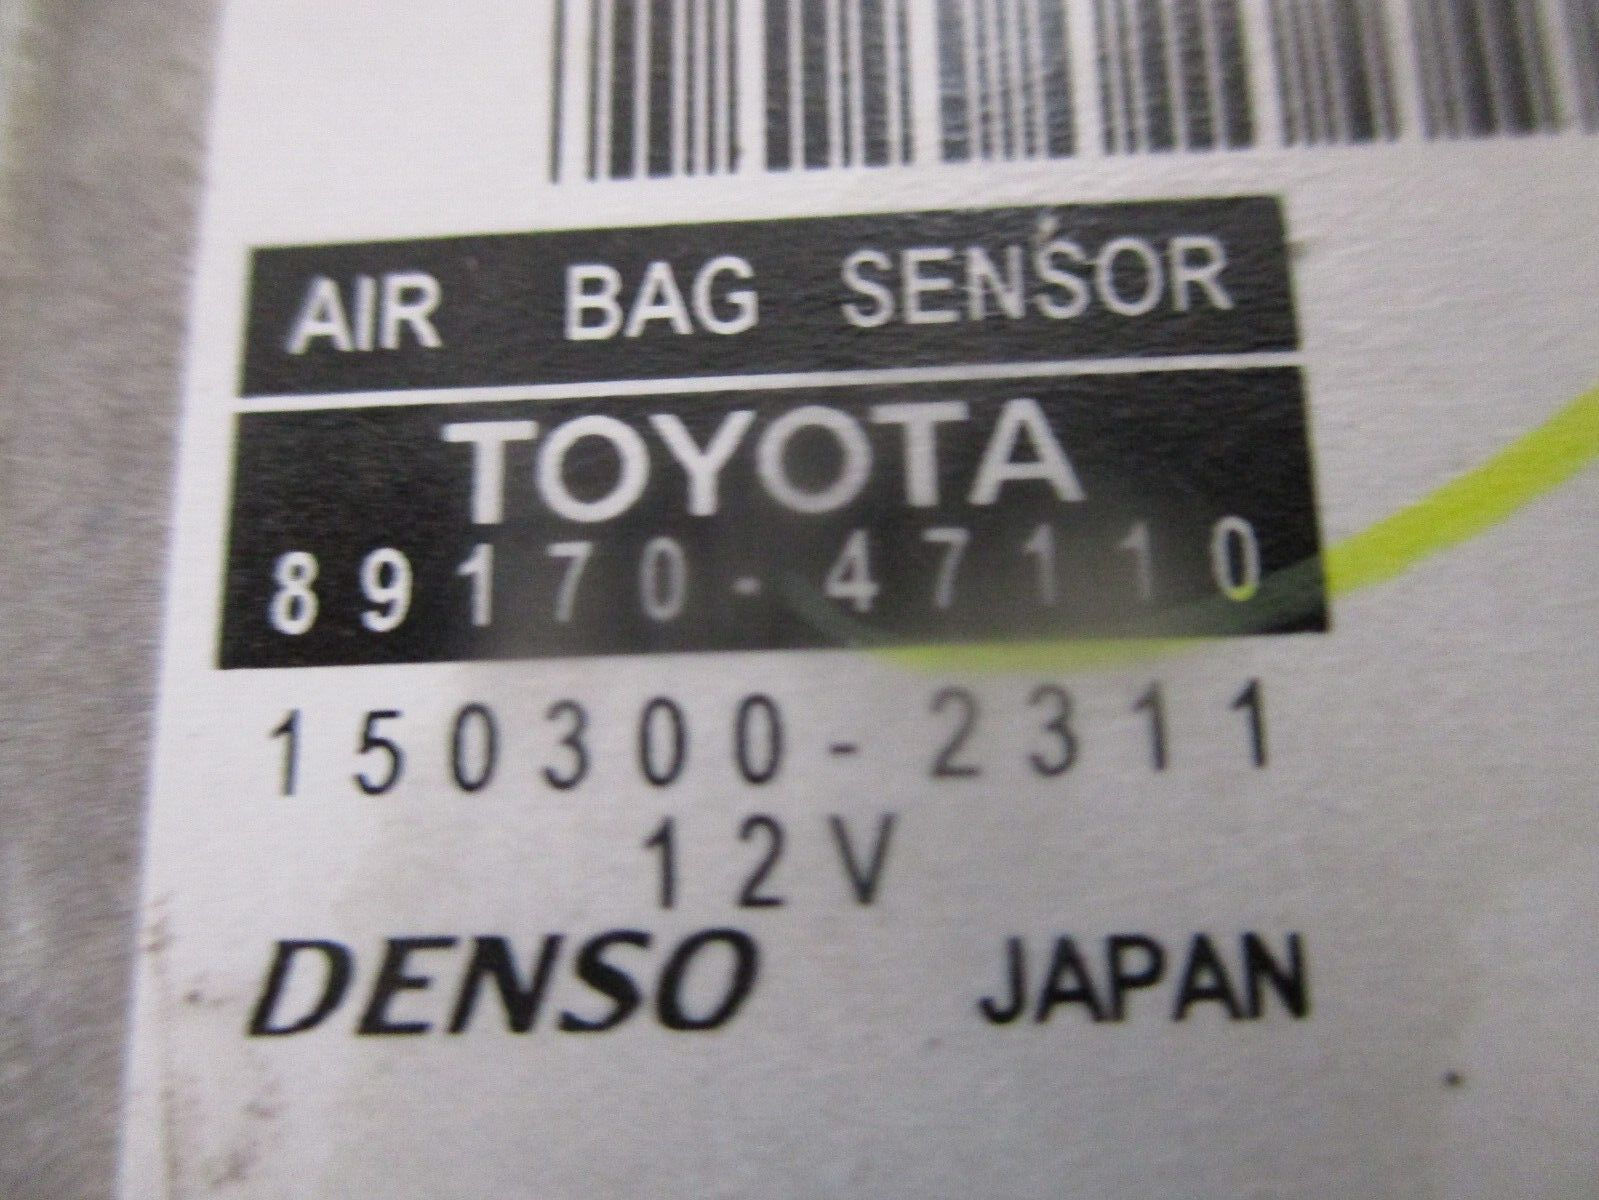 AIR BAG SENSOR
TOYOTA
89170-47110
150300-2311
12V
DENSO JAPAN